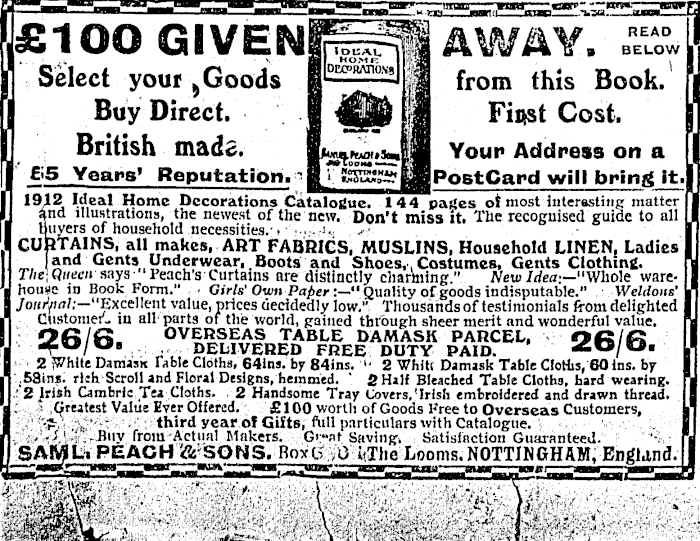 £100 GIVEN AWAY. READ BELOW
Select your Goods from this Book.
Buy Direct. First Cost.
British made. Your Address on a
55 Years' Reputation. PostCard will bring it.
IDEAL
HOME
DECORATIONS
SAML PEACH & SONS
THE LOOMS
NOTTINGHAM
ENGLAND
1912 Ideal Home Decorations Catalogue. 144 pages of most interesting matter
and illustrations, the newest of the new. Don't miss it. The recognised guide to all
buyers of household necessities.
CURTAINS, all makes, ART FABRICS, MUSLINS, Household LINEN, Ladies
and Gents Underwear, Boots and Shoes, Costumes, Gents Clothing.
The Queen says "Peach's Curtains are distinctly charming." New Idea:—"Whole ware-
house in Book Form." Girls' Own Paper:—"Quality of goods indisputable." Weldons'
Journal:—"Excellent value, prices decidedly low." Thousands of testimonials from delighted
Customers in all parts of the world, gained through sheer merit and wonderful value.
26/6. OVERSEAS TABLE DAMASK PARCEL, 26/6.
DELIVERED FREE DUTY PAID.
2 White Damask Table Cloths, 64ins. by 84ins. 2 White Damask Table Cloths, 60 ins. by
58ins. rich Scroll and Floral Designs, hemmed. 2 Half Bleached Table Cloths, hard wearing.
2 Irish Cambric Tea Cloths. 2 Handsome Tray Covers, Irish embroidered and drawn thread.
Greatest Value Ever Offered. £100 worth of Goods Free to Overseas Customers,
third year of Gifts, full particulars with Catalogue.
Buy from Actual Makers. Great Saving. Satisfaction Guaranteed.
SAML. PEACH & SONS. Box The Looms, NOTTINGHAM, England.